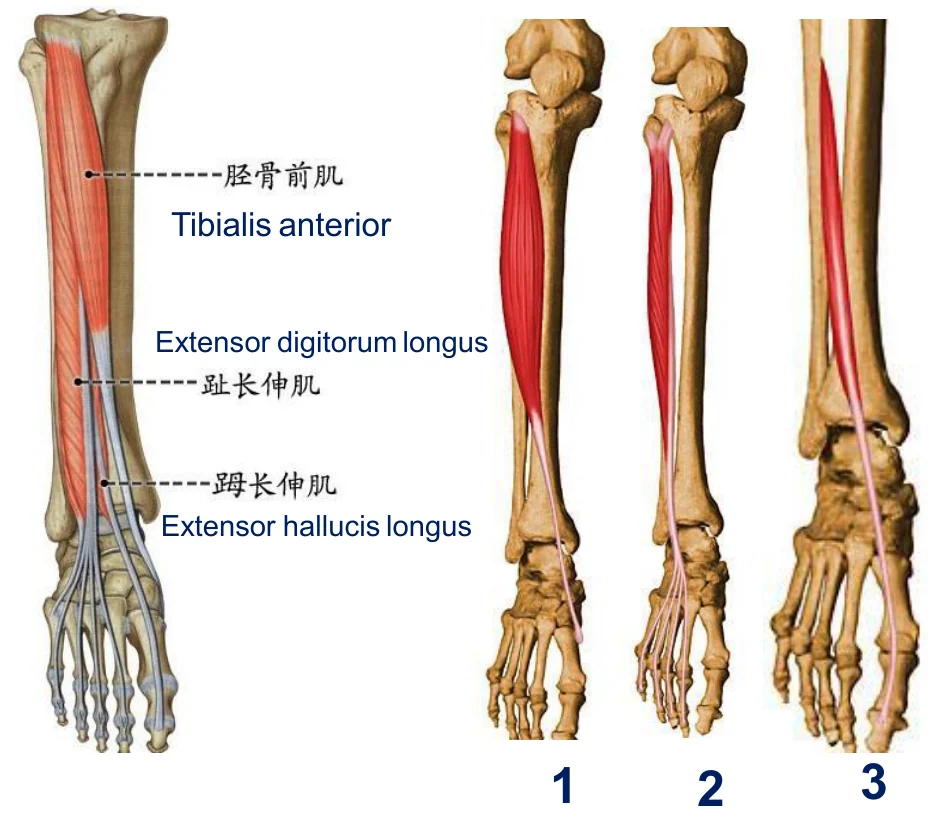 胫骨前肌
Tibialis anterior
Extensor digitorum longus
趾长伸肌
踇长伸肌
Extensor hallucis longus
1 2 3